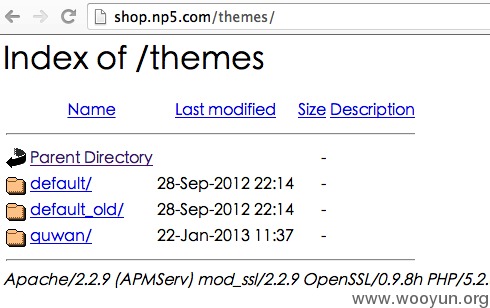 shop.np5.com/themes/
Index of /themes
Name Last modified Size Description
Parent Directory -
default/ 28-Sep-2012 22:14 -
default_old/ 28-Sep-2012 22:14 -
quwan/ 22-Jan-2013 11:37 -
Apache/2.2.9 (APMServ) mod_ssl/2.2.9 OpenSSL/0.9.8h PHP/5.2.
www.wooyun.org